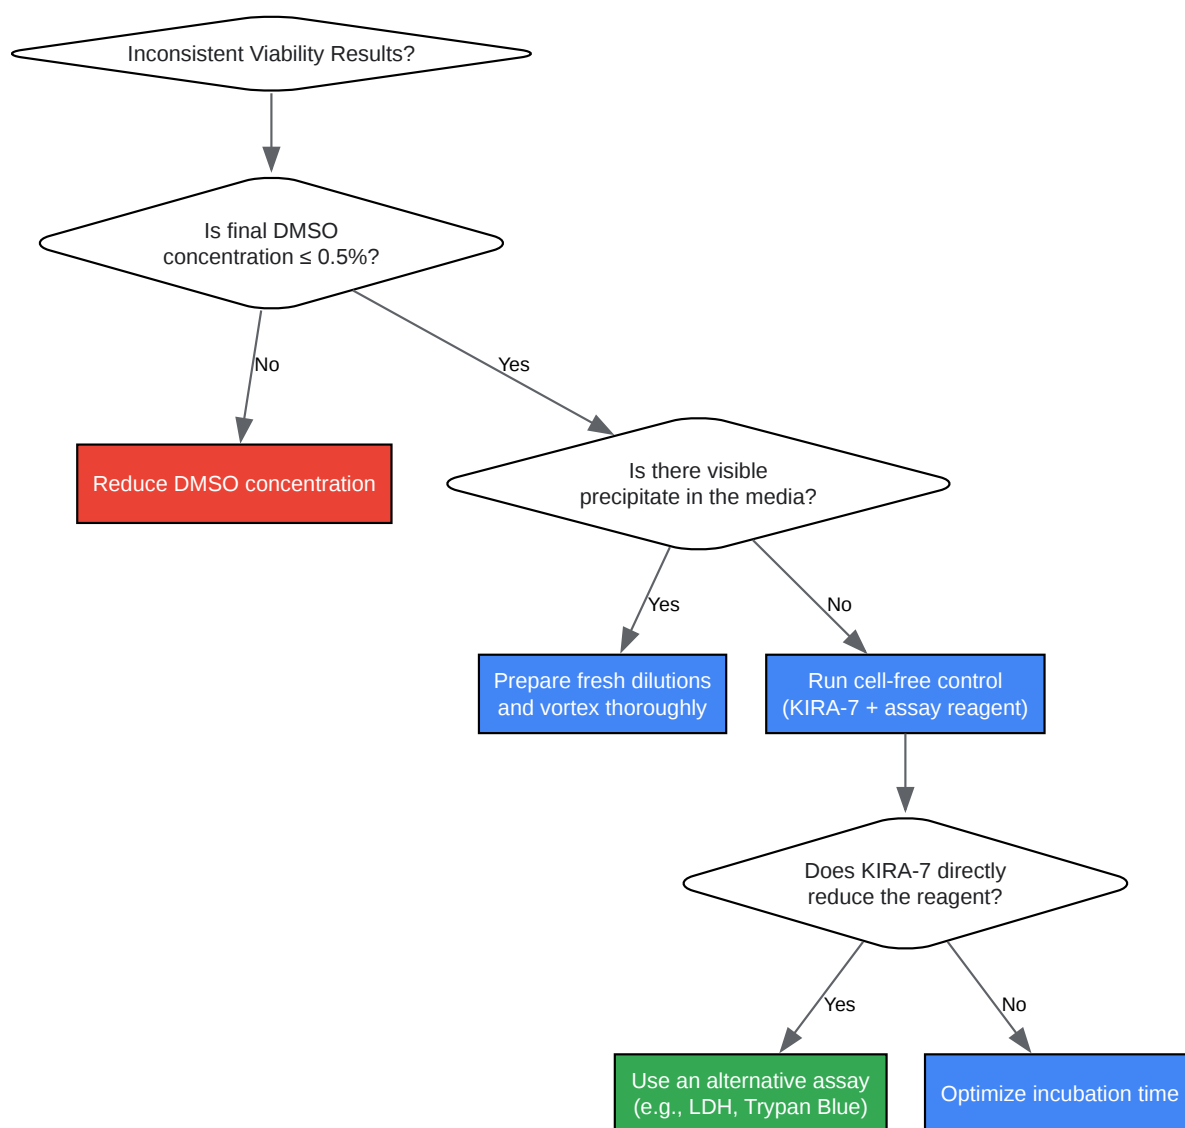 Inconsistent Viability Results?
Is final DMSO
concentration ≤ 0.5%?
No
Yes
Reduce DMSO concentration
Is there visible
precipitate in the media?
Yes
No
Prepare fresh dilutions
and vortex thoroughly
Run cell-free control
(KIRA-7 + assay reagent)
Does KIRA-7 directly
reduce the reagent?
Yes
No
Use an alternative assay
(e.g., LDH, Trypan Blue)
Optimize incubation time